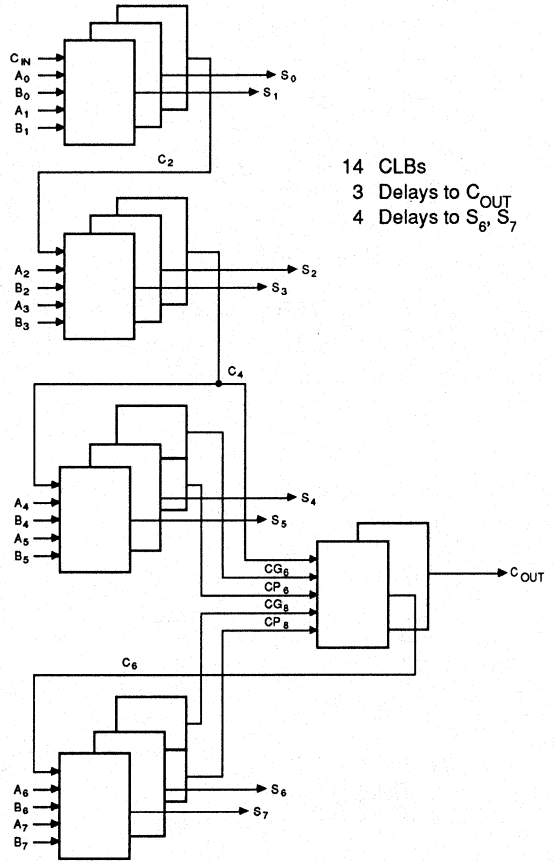 C_IN
A_0
B_0
A_1
B_1
S_0
S_1
C_2
14 CLBs
3 Delays to C_OUT
4 Delays to S_6, S_7
A_2
B_2
A_3
B_3
S_2
S_3
C_4
A_4
B_4
A_5
B_5
S_4
S_5
CG_6
CP_6
CG_8
CP_8
C_OUT
C_6
A_6
B_6
A_7
B_7
S_6
S_7